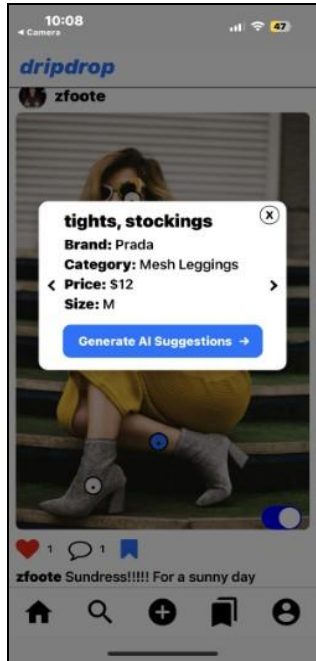 10:08
◄ Camera
47
dripdrop
zfoote
tights, stockings
X
Brand: Prada
Category: Mesh Leggings
Price: $12
Size: M
Generate AI Suggestions →
1 1
zfoote Sundress!!!!! For a sunny day